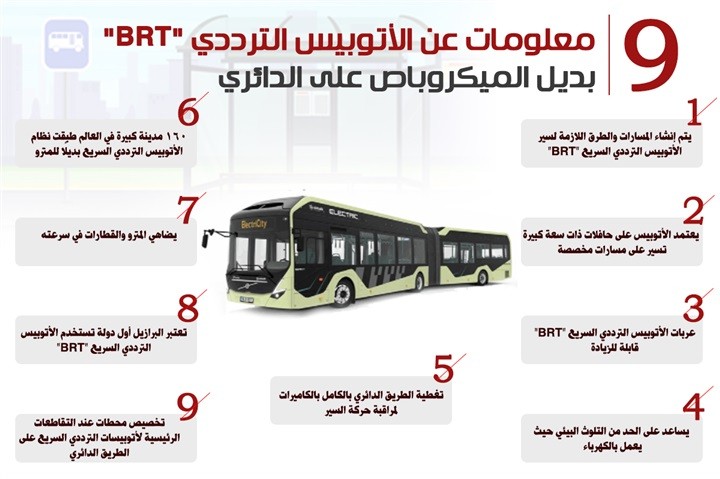 9
معلومات عن الأتوبيس الترددي "BRT"
بديل الميكروباص على الدائري
1
يتم إنشاء المسارات والطرق اللازمة لسير
الأتوبيس الترددي السريع "BRT"
2
يعتمد الأتوبيس على حافلات ذات سعة كبيرة
تسير على مسارات مخصصة
3
عربات الأتوبيس الترددي السريع "BRT"
قابلة للزيادة
4
يساعد على الحد من التلوث البيئي حيث
يعمل بالكهرباء
5
تغطية الطريق الدائري بالكامل بالكاميرات
لمراقبة حركة السير
6
١٦٠ مدينة كبيرة في العالم طبقت نظام
الأتوبيس الترددي السريع بديلًا للمترو
7
يضاهي المترو والقطارات في سرعته
8
تعتبر البرازيل أول دولة تستخدم الأتوبيس
الترددي السريع "BRT"
9
تخصيص محطات عند التقاطعات
الرئيسية لأتوبيسات الترددي السريع على
الطريق الدائري
ElectriCity
ELECTRIC